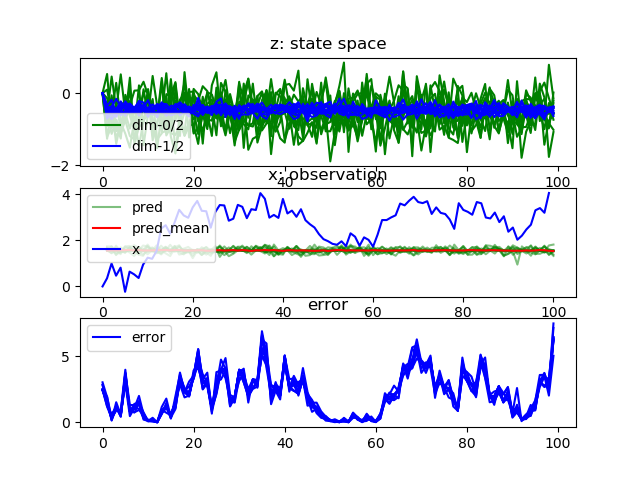 z: state space
0
−2
dim-0/2
dim-1/2
0 20 40 60 80 100
x: observation
4
2
0
pred
pred_mean
x
0 20 40 60 80 100
error
5
0
error
0 20 40 60 80 100